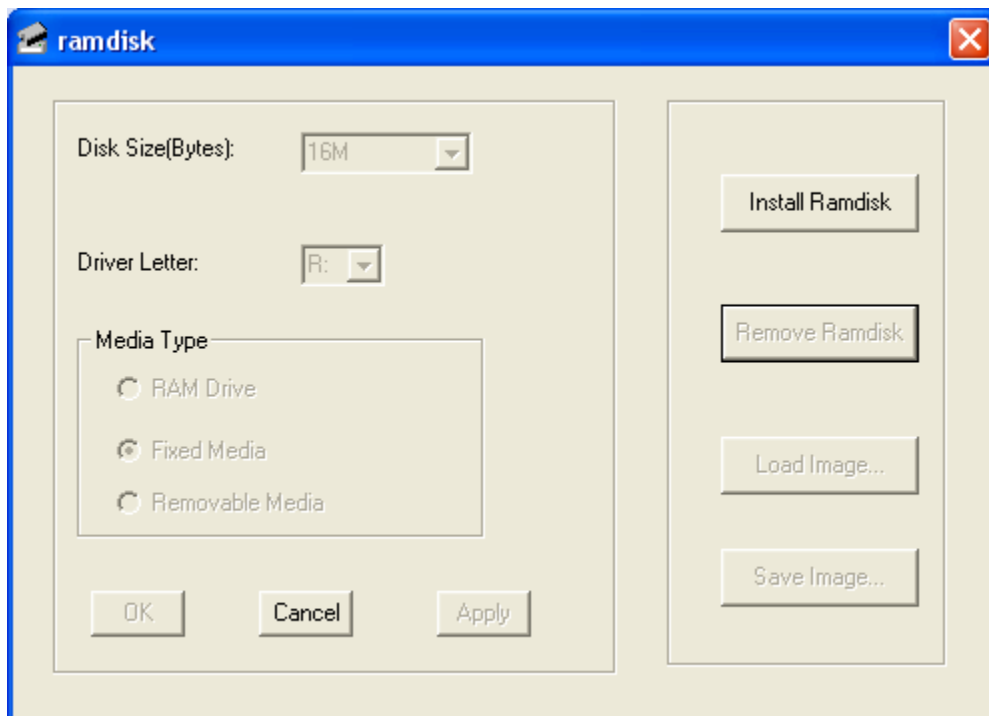 ramdisk
Disk Size(Bytes):
16M
Driver Letter:
R:
Media Type
RAM Drive
Fixed Media
Removable Media
OK
Cancel
Apply
Install Ramdisk
Remove Ramdisk
Load Image...
Save Image...